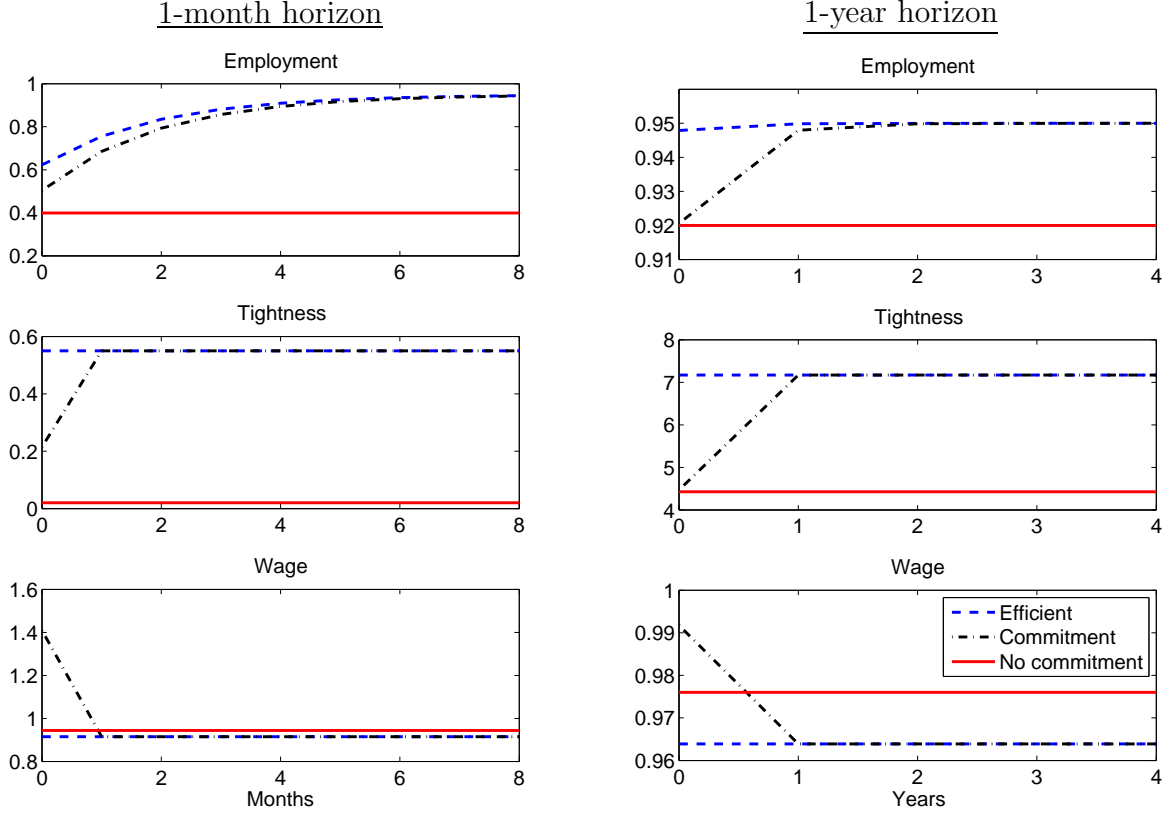 1-month horizon
Employment
1
0.8
0.6
0.4
0.2
0 2 4 6 8
Tightness
0.6
0.4
0.2
0
0 2 4 6 8
Wage
1.6
1.4
1.2
1
0.8
0 2 4 6 8
Months
1-year horizon
Employment
0.95
0.94
0.93
0.92
0.91
0 1 2 3 4
Tightness
8
7
6
5
4
0 1 2 3 4
Wage
1
0.99
0.98
0.97
0.96
0 1 2 3 4
Years
Efficient
Commitment
No commitment